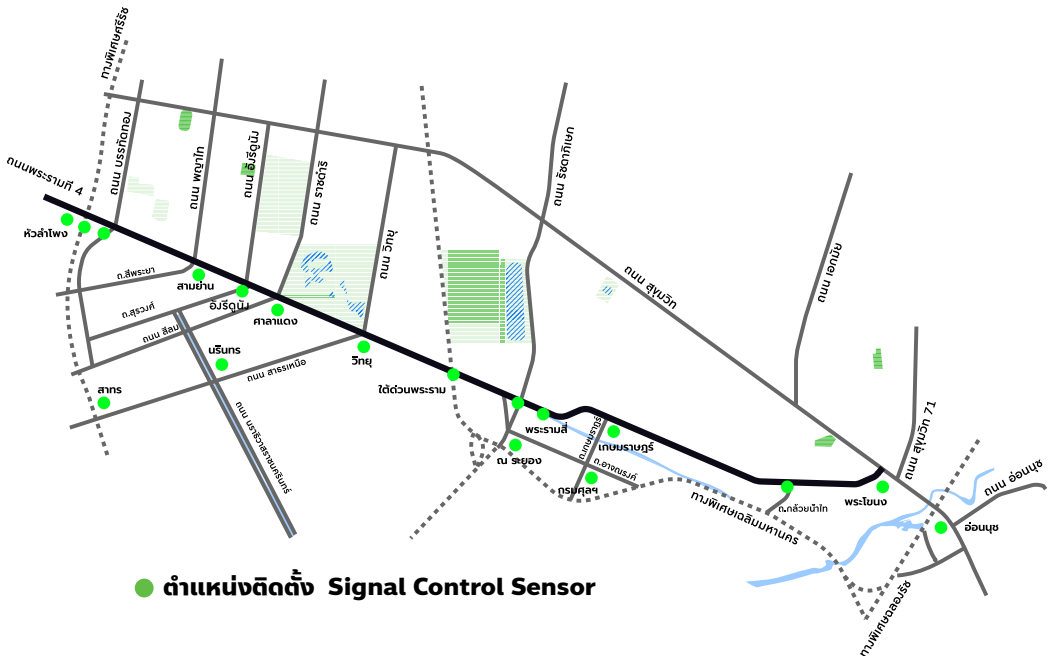 ทางพิเศษศรีรัช
ถนนพระรามที่ 4
ถนน บรรทัดทอง
ถนน พญาไท
ถนน อังรีดูนัง
ถนน ราชดำริ
ถนน วิทยุ
ถนน รัชดาภิเษก
ถนน สุขุมวิท
ถนน เอกมัย
ถนน สุขุมวิท 71
ถนน อ่อนนุช
หัวลำโพง
ถ.สี่พระยา
สามย่าน
ถ.สุรวงศ์
อังรีดูนัง
ศาลาแดง
ถนน สีลม
นรินทร
วิทยุ
ถนน สาธรเหนือ
สาทร
ใต้ด่วนพระราม
ถนน นราธิวาสราชนครินทร์
พระรามสี่
ถ.เกษมราษฎร์
เกษมราษฎร์
ณ ระยอง
ถ.อาจณรงค์
กรมศุลฯ
ทางพิเศษเฉลิมมหานคร
ถ.กล้วยน้ำไท
พระโขนง
อ่อนนุช
ทางพิเศษฉลองรัช
ตำแหน่งติดตั้ง Signal Control Sensor